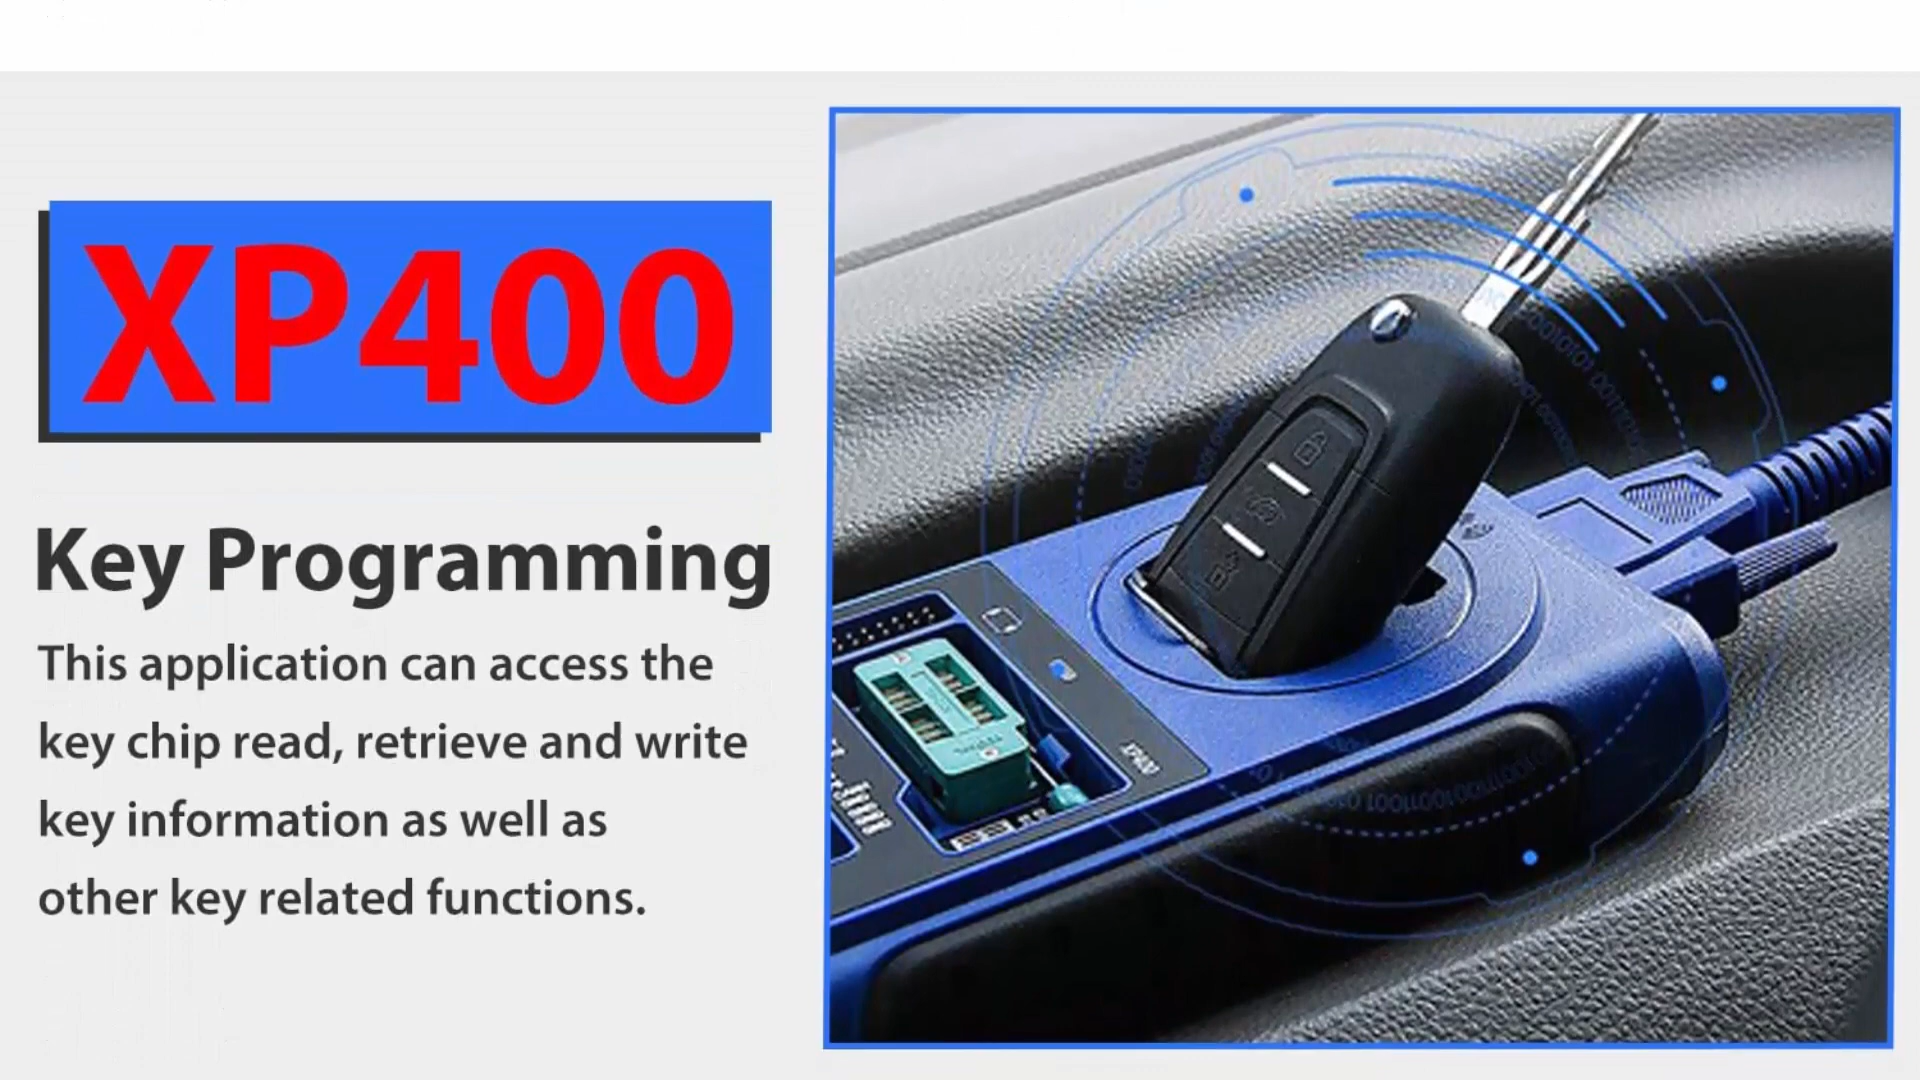 XP400
Key Programming
This application can access the
key chip read, retrieve and write
key information as well as
other key related functions.
XP400